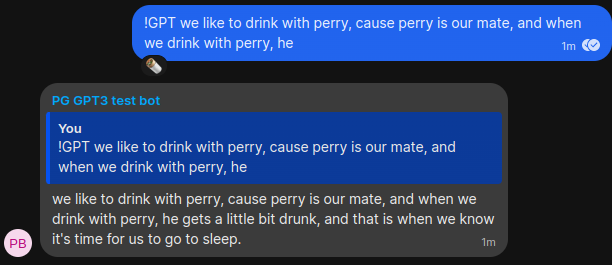 !GPT we like to drink with perry, cause perry is our mate, and when
we drink with perry, he
1m
PG GPT3 test bot
You
!GPT we like to drink with perry, cause perry is our mate, and
when we drink with perry, he
we like to drink with perry, cause perry is our mate, and when we
drink with perry, he gets a little bit drunk, and that is when we know
it's time for us to go to sleep.
1m
PB